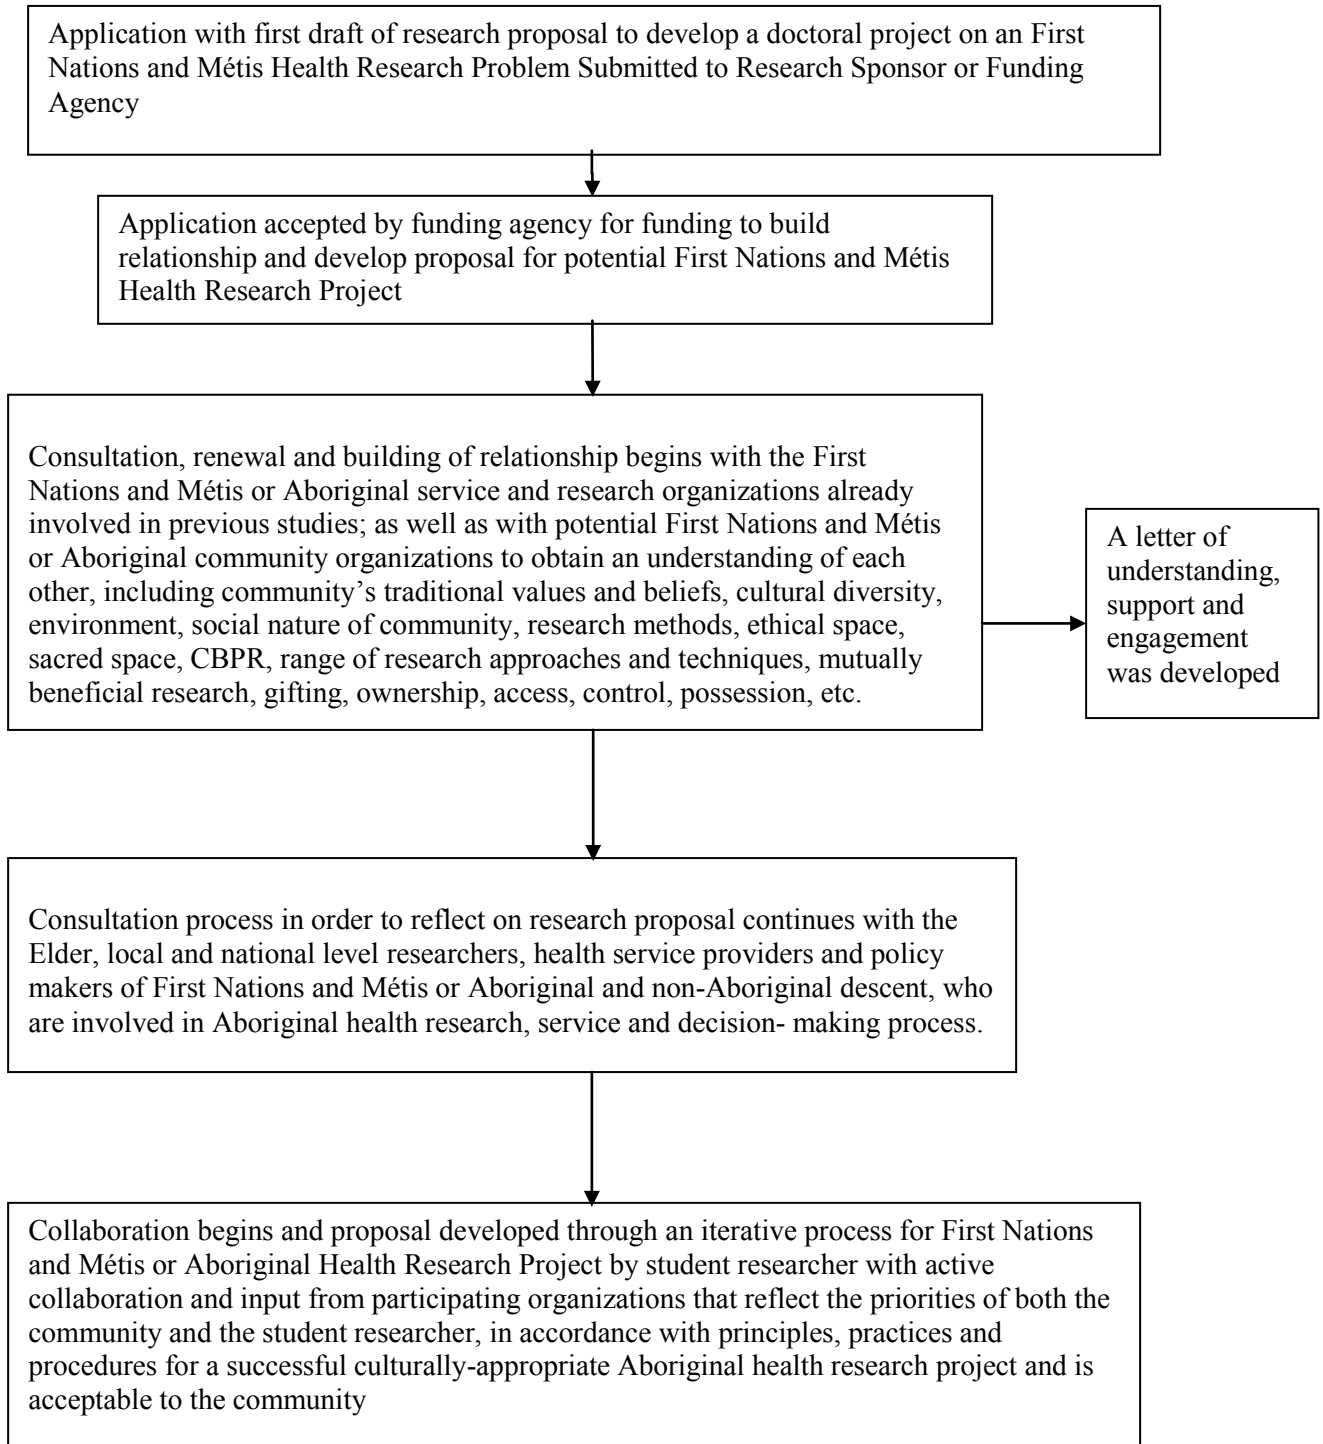 Application with first draft of research proposal to develop a doctoral project on an First
Nations and Métis Health Research Problem Submitted to Research Sponsor or Funding
Agency
Application accepted by funding agency for funding to build
relationship and develop proposal for potential First Nations and Métis
Health Research Project
Consultation, renewal and building of relationship begins with the First
Nations and Métis or Aboriginal service and research organizations already
involved in previous studies; as well as with potential First Nations and Métis
or Aboriginal community organizations to obtain an understanding of each
other, including community’s traditional values and beliefs, cultural diversity,
environment, social nature of community, research methods, ethical space,
sacred space, CBPR, range of research approaches and techniques, mutually
beneficial research, gifting, ownership, access, control, possession, etc.
A letter of
understanding,
support and
engagement
was developed
Consultation process in order to reflect on research proposal continues with the
Elder, local and national level researchers, health service providers and policy
makers of First Nations and Métis or Aboriginal and non-Aboriginal descent, who
are involved in Aboriginal health research, service and decision- making process.
Collaboration begins and proposal developed through an iterative process for First Nations
and Métis or Aboriginal Health Research Project by student researcher with active
collaboration and input from participating organizations that reflect the priorities of both the
community and the student researcher, in accordance with principles, practices and
procedures for a successful culturally-appropriate Aboriginal health research project and is
acceptable to the community